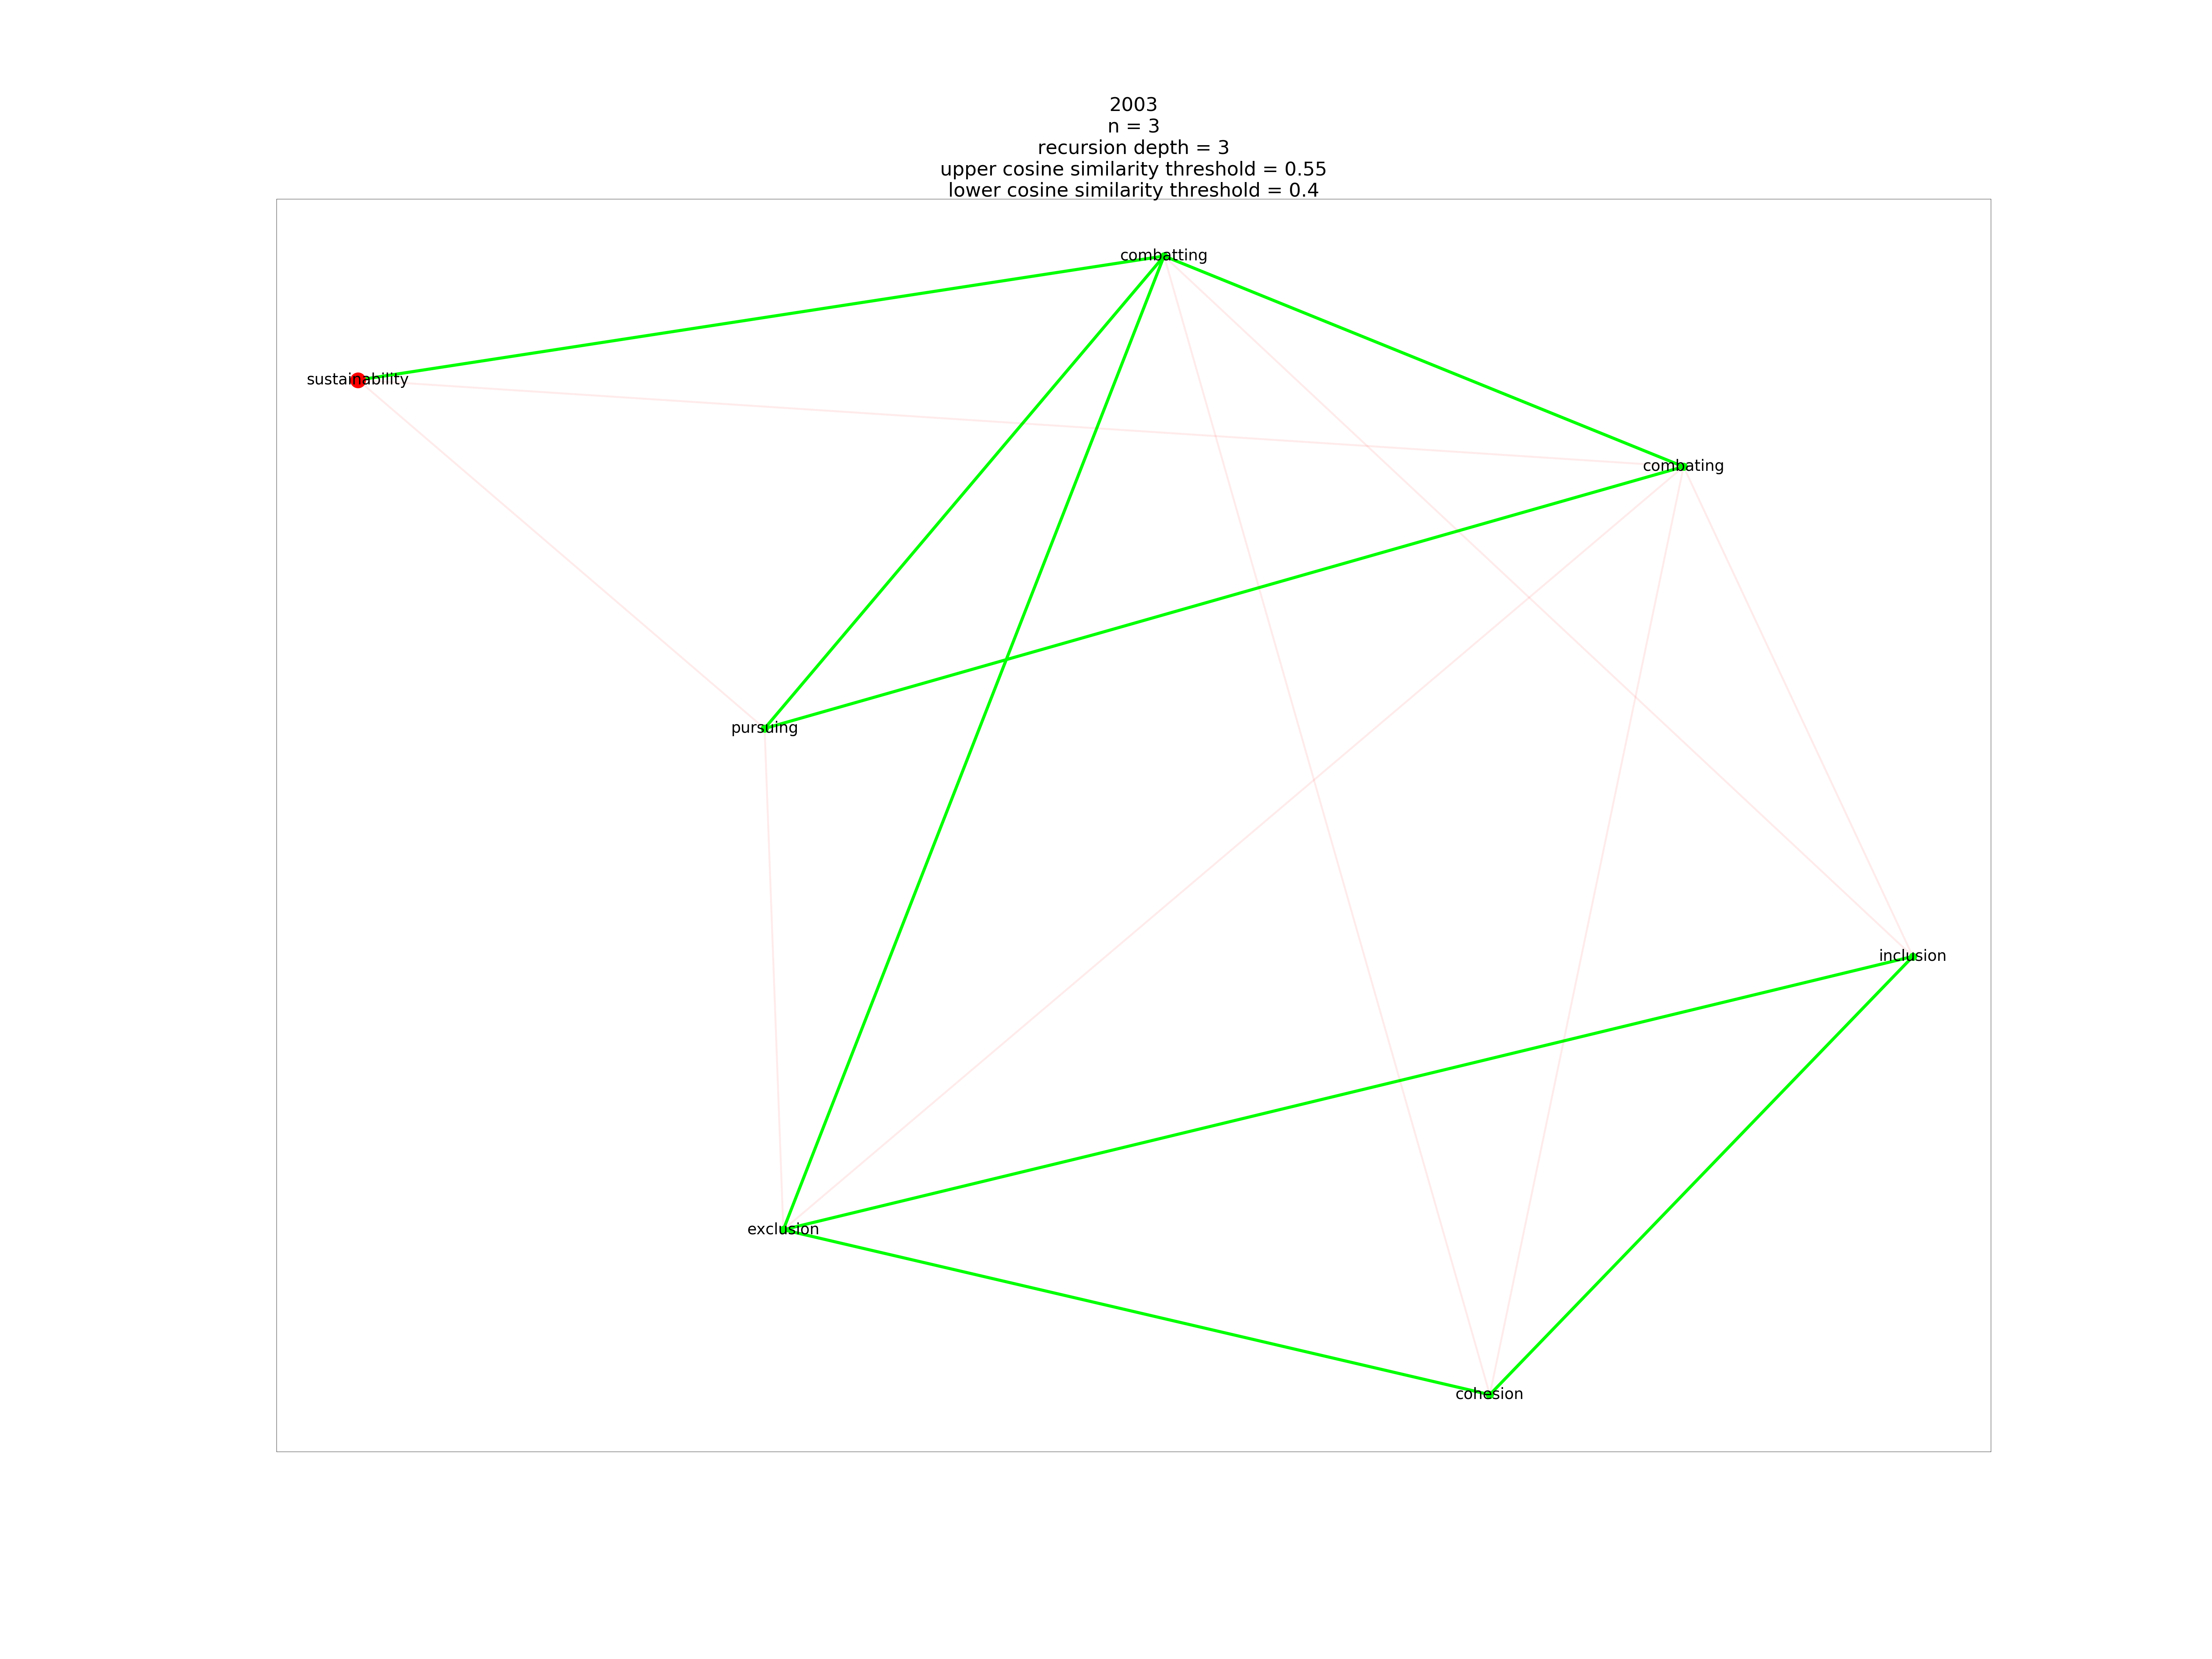 2003
n = 3
recursion depth = 3
upper cosine similarity threshold = 0.55
lower cosine similarity threshold = 0.4
combatting
sustainability
combating
pursuing
inclusion
exclusion
cohesion